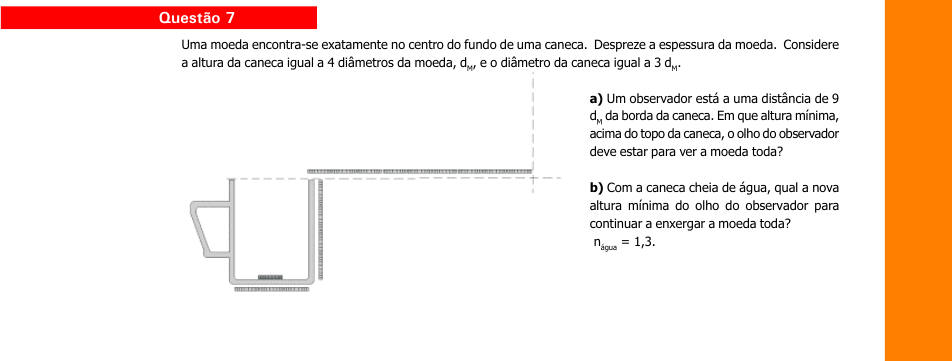 Questão 7
Uma moeda encontra-se exatamente no centro do fundo de uma caneca. Despreze a espessura da moeda. Considere
a altura da caneca igual a 4 diâmetros da moeda, dM, e o diâmetro da caneca igual a 3 dM.
a) Um observador está a uma distância de 9
dM da borda da caneca. Em que altura mínima,
acima do topo da caneca, o olho do observador
deve estar para ver a moeda toda?
b) Com a caneca cheia de água, qual a nova
altura mínima do olho do observador para
continuar a enxergar a moeda toda?
nágua = 1,3.